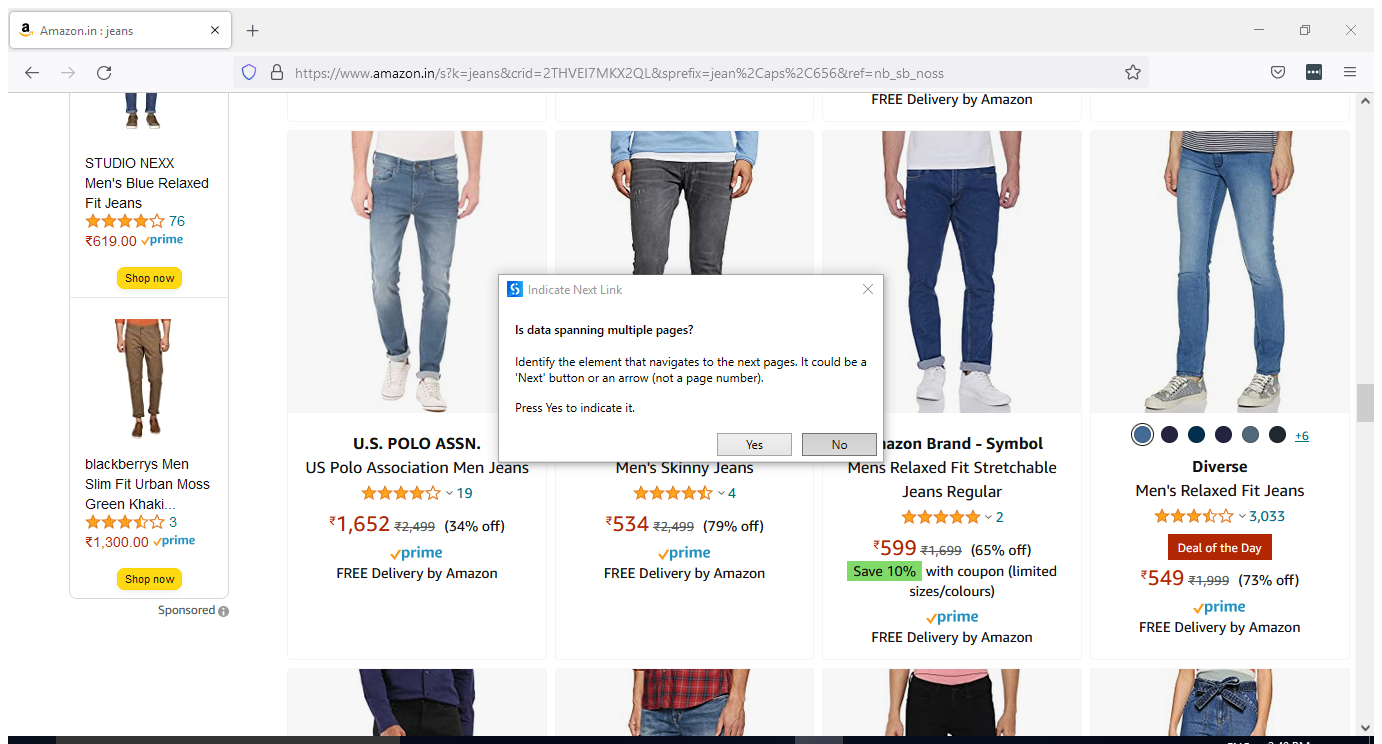 Amazon.in : jeans
https://www.amazon.in/s?k=jeans&crid=2THVEI7MKX2QL&sprefix=jean%2Caps%2C656&ref=nb_sb_noss
STUDIO NEXX
Men's Blue Relaxed
Fit Jeans
76
₹619.00 prime
Shop now
blackberrys Men
Slim Fit Urban Moss
Green Khaki...
3
₹1,300.00 prime
Shop now
Sponsored
FREE Delivery by Amazon
Indicate Next Link
Is data spanning multiple pages?
Identify the element that navigates to the next pages. It could be a
'Next' button or an arrow (not a page number).
Press Yes to indicate it.
Yes
No
U.S. POLO ASSN.
US Polo Association Men Jeans
19
₹1,652 ₹2,499 (34% off)
prime
FREE Delivery by Amazon
Men's Skinny Jeans
4
₹534 ₹2,499 (79% off)
prime
FREE Delivery by Amazon
mazon Brand - Symbol
Mens Relaxed Fit Stretchable
Jeans Regular
2
₹599 ₹1,699 (65% off)
Save 10% with coupon (limited
sizes/colours)
prime
FREE Delivery by Amazon
+6
Diverse
Men's Relaxed Fit Jeans
3,033
Deal of the Day
₹549 ₹1,999 (73% off)
prime
FREE Delivery by Amazon